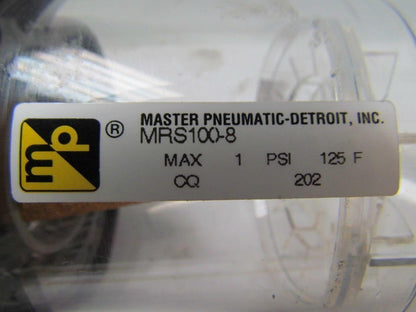 mp ® MASTER PNEUMATIC-DETROIT, INC.
MRS100-8
MAX 1 PSI 125 F
CQ 202